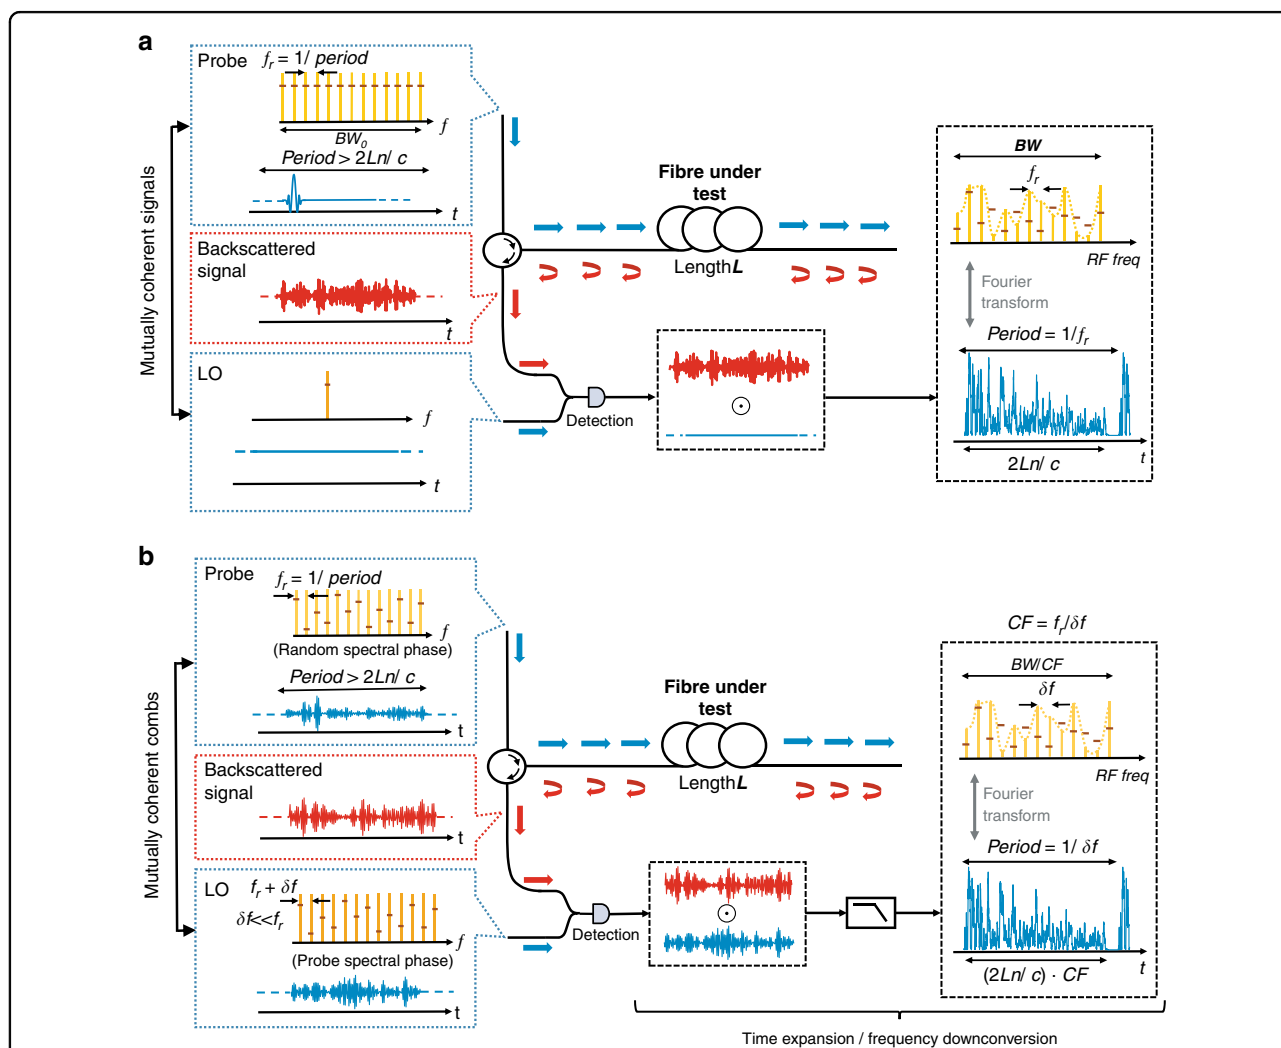 a
Probe
f_r = 1/ period
f
BW_0
Period > 2Ln/ c
t
Mutually coherent signals
Backscattered
signal
t
LO
f
t
Fibre under
test
Length L
Detection
BW
f_r
RF freq
Fourier
transform
Period = 1/f_r
t
2Ln/ c
b
Probe
f_r = 1/ period
f
(Random spectral phase)
Period > 2Ln/ c
t
Mutually coherent combs
Backscattered
signal
t
LO
f_r + δf
δf<<f_r
f
(Probe spectral phase)
Fibre under
test
Length L
Detection
CF = f_r/δf
BW/CF
δf
RF freq
Fourier
transform
Period = 1/ δf
t
(2Ln/ c) · CF
Time expansion / frequency downconversion